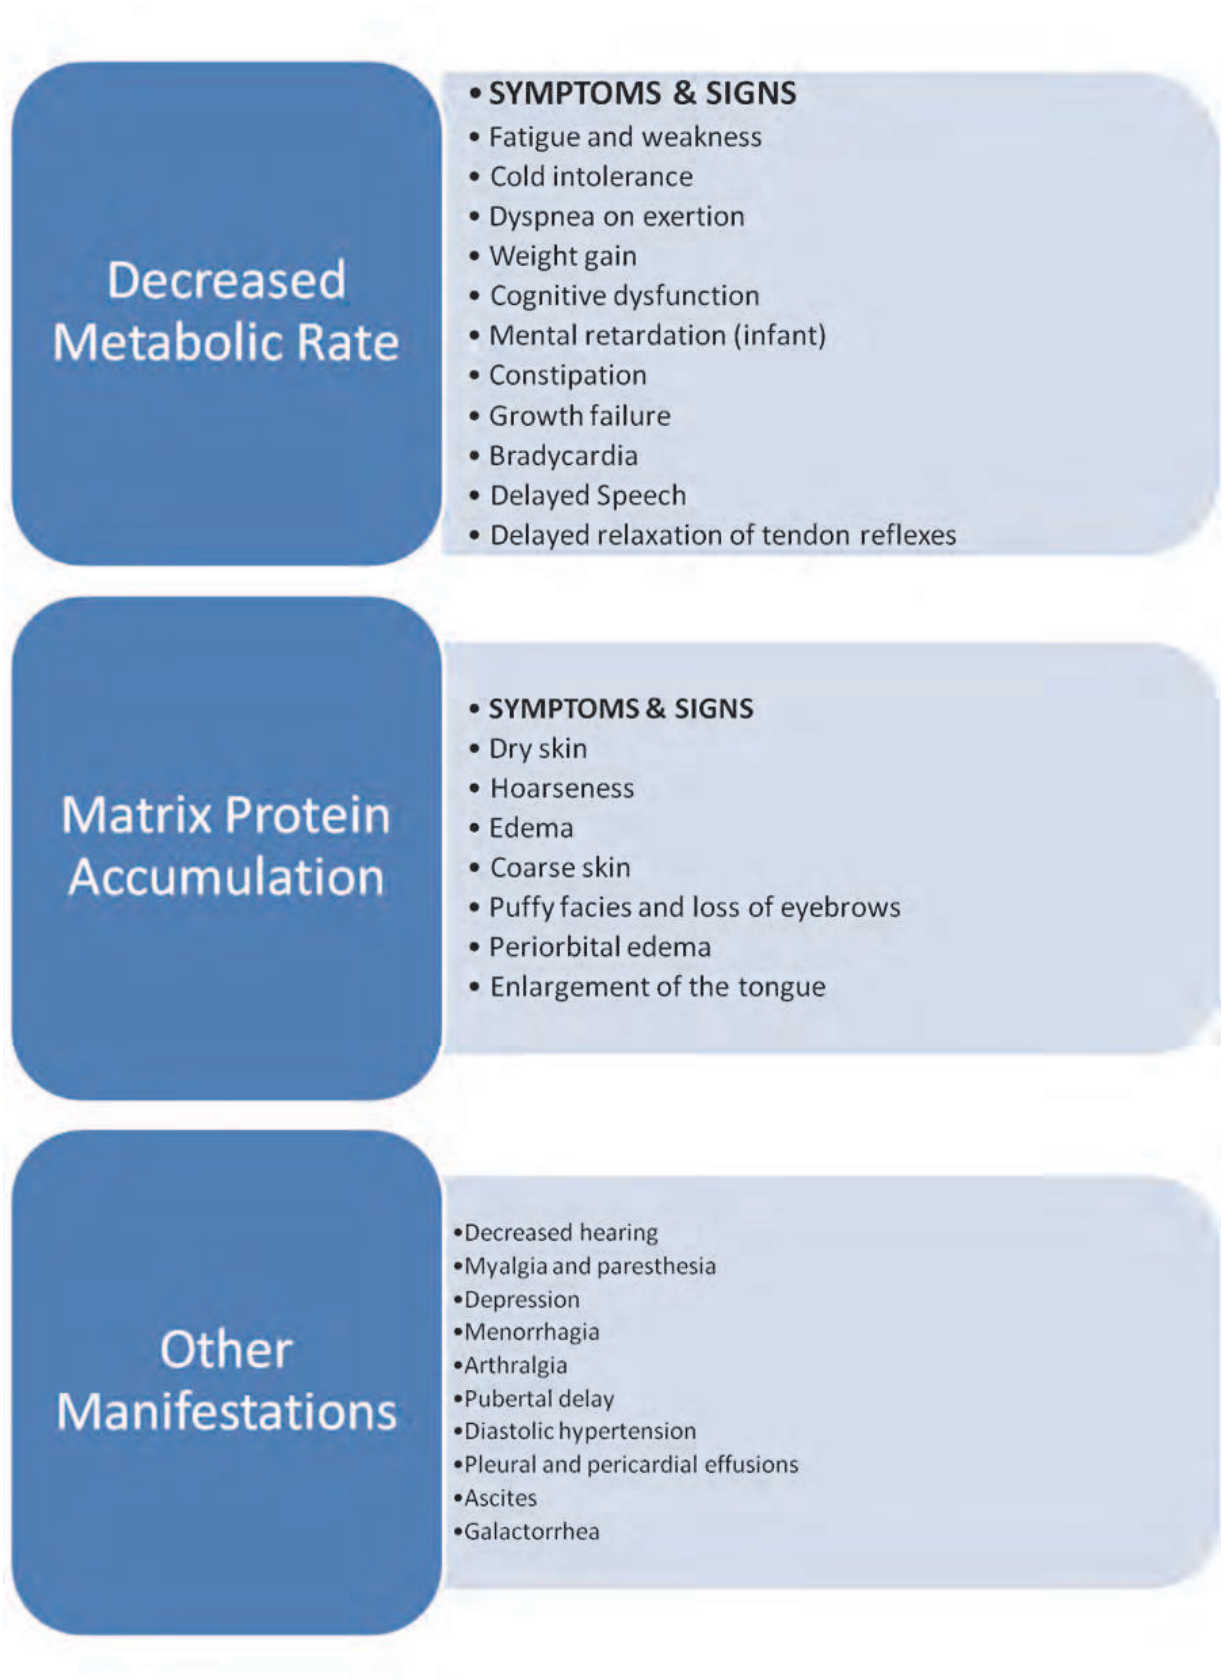 Decreased
Metabolic Rate
• SYMPTOMS & SIGNS
• Fatigue and weakness
• Cold intolerance
• Dyspnea on exertion
• Weight gain
• Cognitive dysfunction
• Mental retardation (infant)
• Constipation
• Growth failure
• Bradycardia
• Delayed Speech
• Delayed relaxation of tendon reflexes
Matrix Protein
Accumulation
• SYMPTOMS & SIGNS
• Dry skin
• Hoarseness
• Edema
• Coarse skin
• Puffy facies and loss of eyebrows
• Periorbital edema
• Enlargement of the tongue
Other
Manifestations
•Decreased hearing
•Myalgia and paresthesia
•Depression
•Menorrhagia
•Arthralgia
•Pubertal delay
•Diastolic hypertension
•Pleural and pericardial effusions
•Ascites
•Galactorrhea